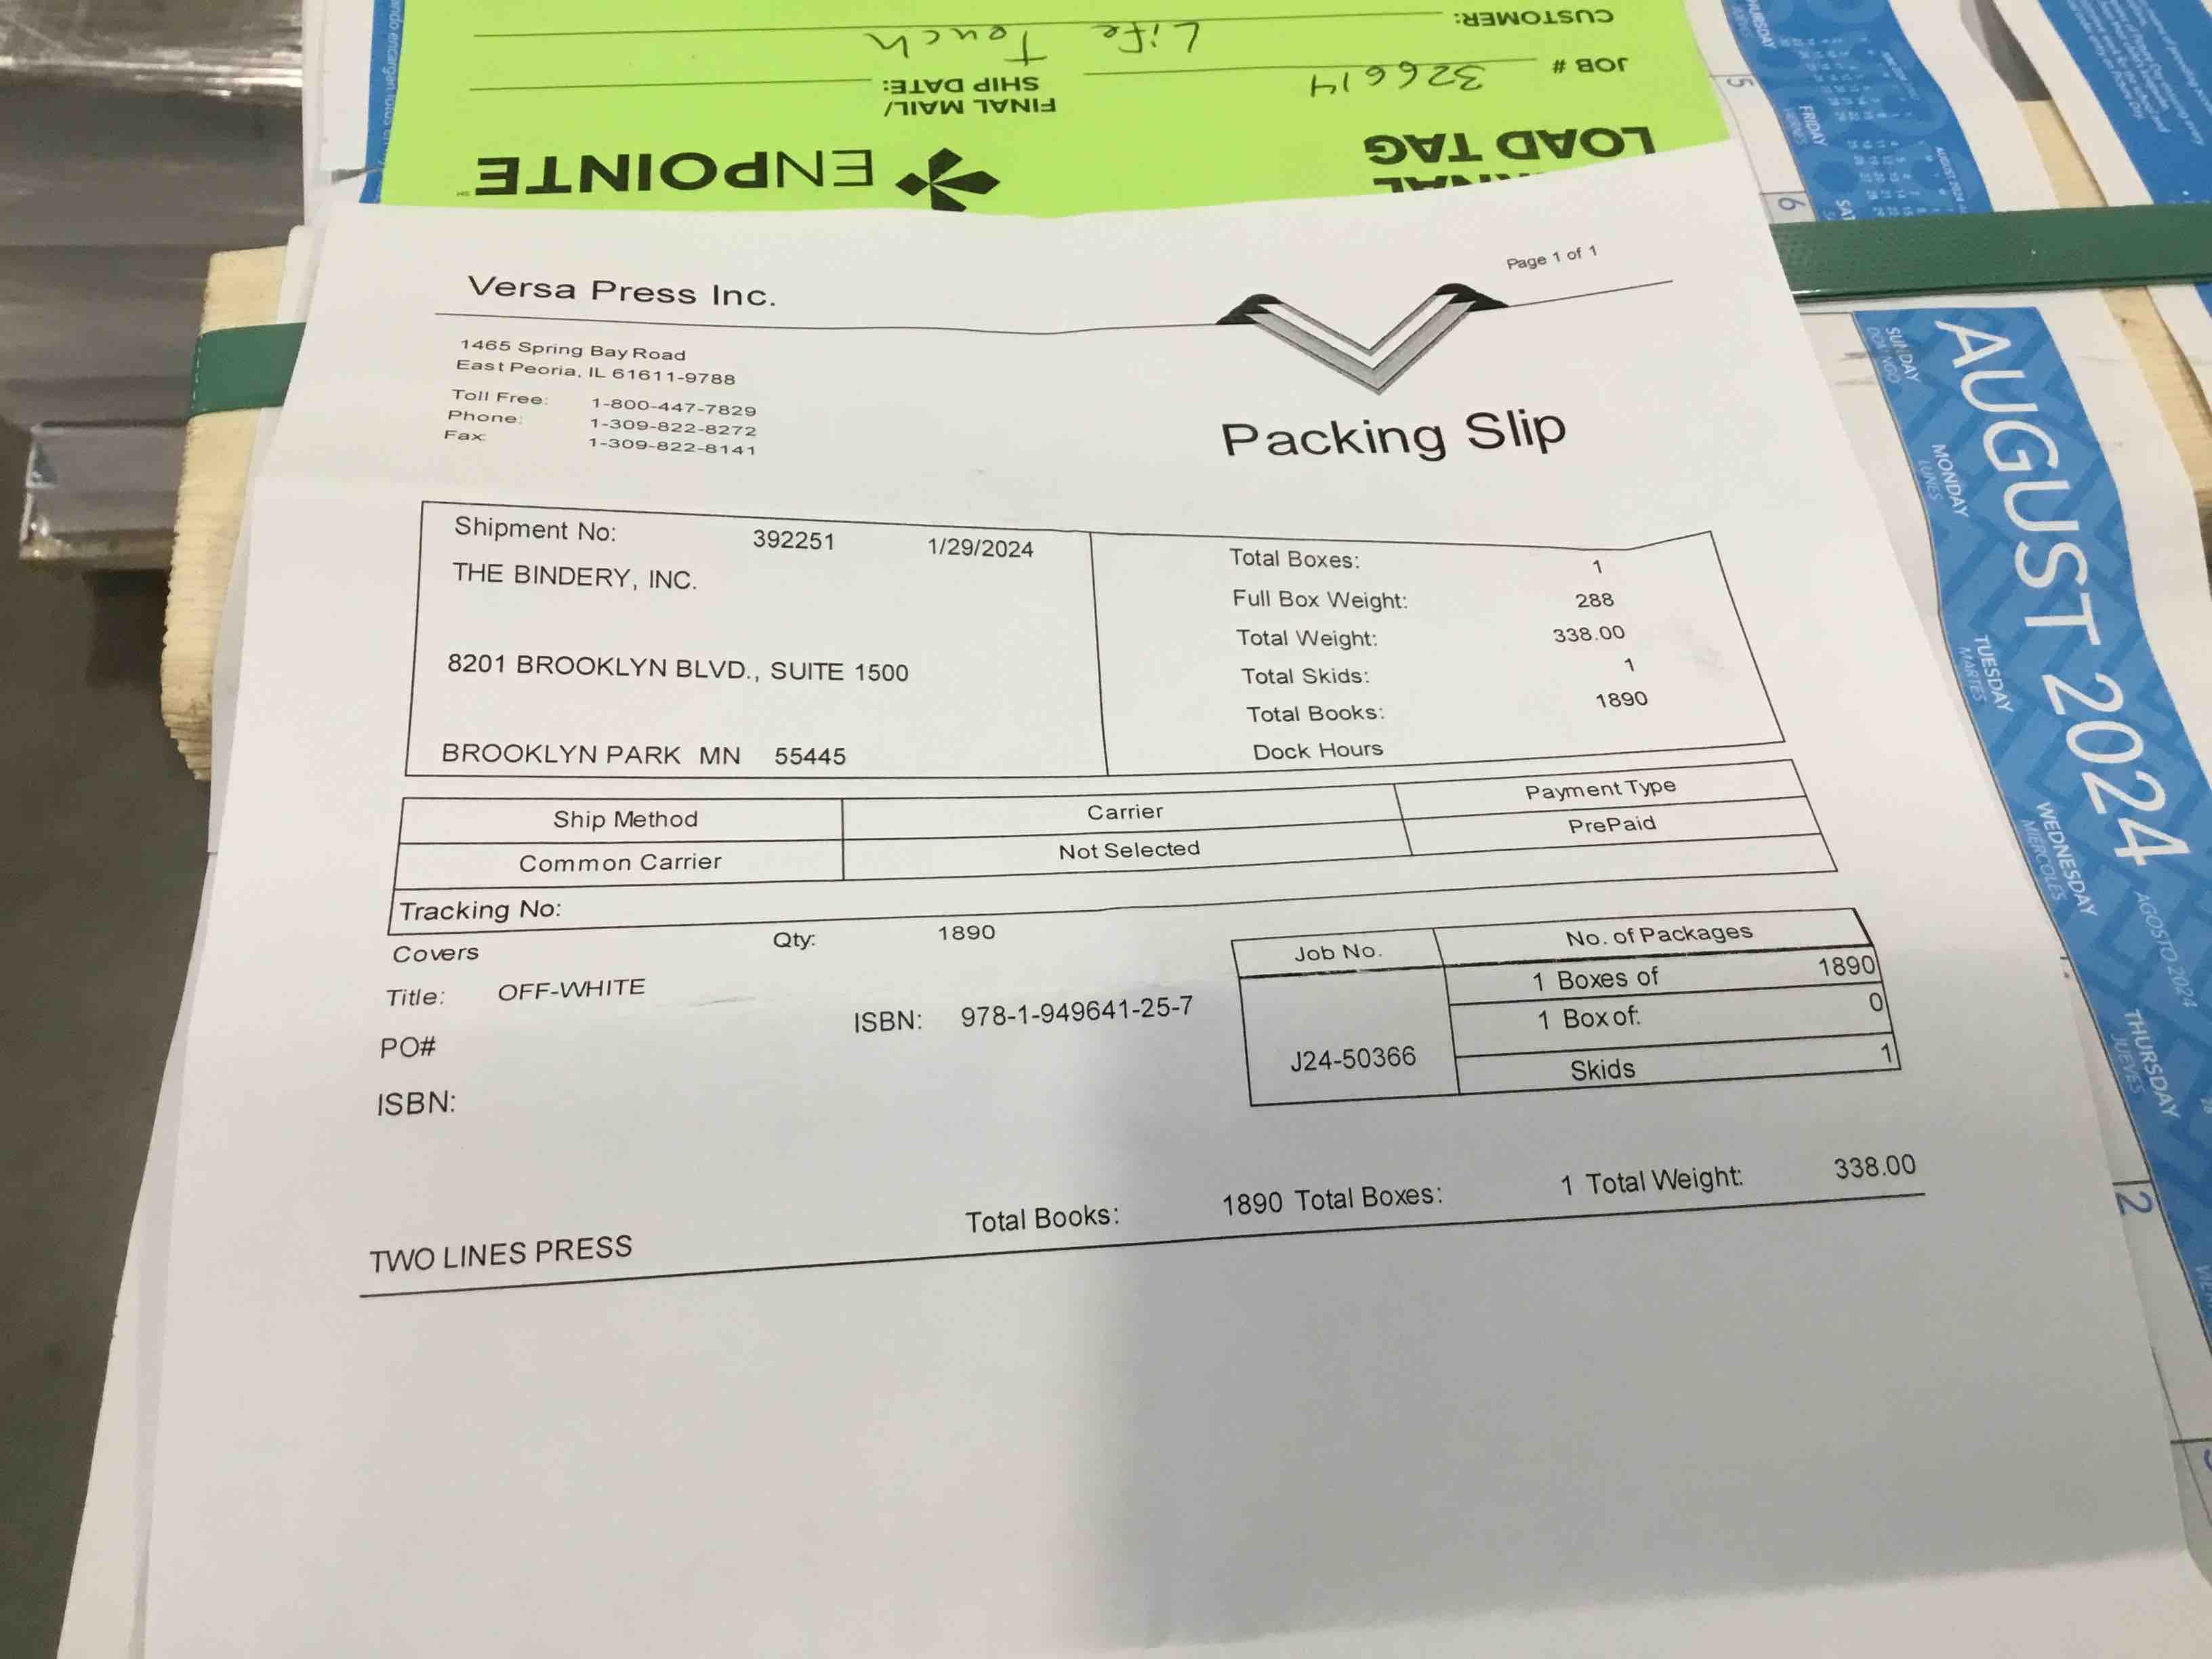 CUSTOMER: Life Touch
JOB # 326614
FINAL MAIL/
SHIP DATE:
LOAD TAG
ENPOINTE
Page 1 of 1
Versa Press Inc.
1465 Spring Bay Road
East Peoria, IL 61611-9788
Toll Free: 1-800-447-7829
Phone: 1-309-822-8272
Fax: 1-309-822-8141
Packing Slip
Shipment No: 392251 1/29/2024
THE BINDERY, INC.
8201 BROOKLYN BLVD., SUITE 1500
BROOKLYN PARK MN 55445
Total Boxes: 1
Full Box Weight: 288
Total Weight: 338.00
Total Skids: 1
Total Books: 1890
Dock Hours
Ship Method Carrier Payment Type
Common Carrier Not Selected PrePaid
Tracking No:
Covers Qty: 1890
Title: OFF-WHITE
ISBN: 978-1-949641-25-7
PO#
ISBN:
Job No. No. of Packages
J24-50366
1 Boxes of 1890
1 Box of: 0
Skids 1
Total Books: 1890 Total Boxes: 1 Total Weight: 338.00
TWO LINES PRESS
AUGUST 2024
AGOSTO 2024
SUNDAY
DOMINGO
MONDAY
LUNES
TUESDAY
MARTES
WEDNESDAY
MIERCOLES
THURSDAY
JUEVES
2
5
FRIDAY
6